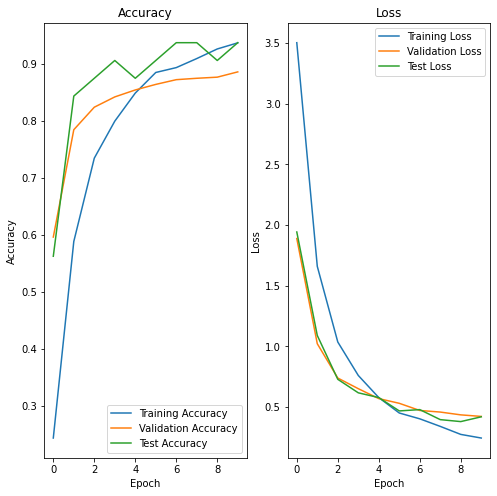 Accuracy
Accuracy
0.9
0.8
0.7
0.6
0.5
0.4
0.3
0 2 4 6 8
Epoch
Training Accuracy
Validation Accuracy
Test Accuracy
Loss
Loss
3.5
3.0
2.5
2.0
1.5
1.0
0.5
0 2 4 6 8
Epoch
Training Loss
Validation Loss
Test Loss